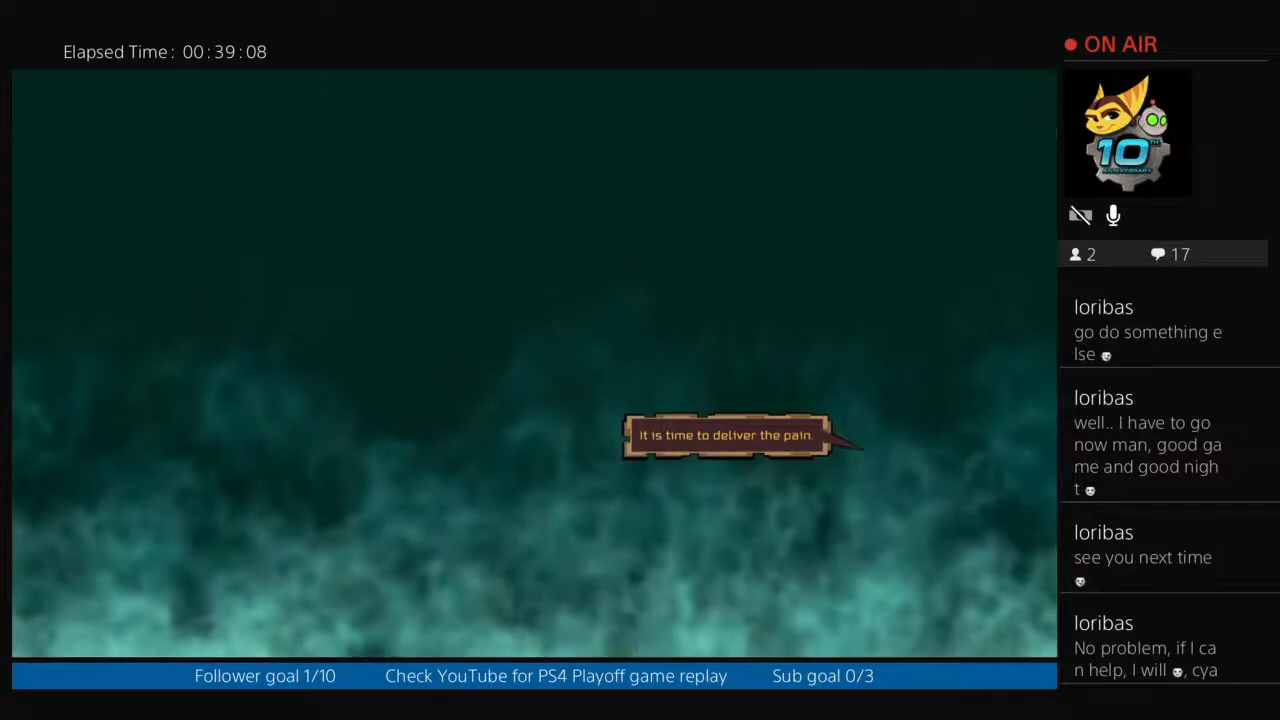 Elapsed Time: 00:39:08
ON AIR
10TH
ANNIVERSARY
2
17
loribas
go do something e
lse
loribas
well.. I have to go
now man, good ga
me and good nigh
t
loribas
see you next time
loribas
No problem, if I ca
n help, I will , cya
It is time to deliver the pain.
Follower goal 1/10
Check YouTube for PS4 Playoff game replay
Sub goal 0/3